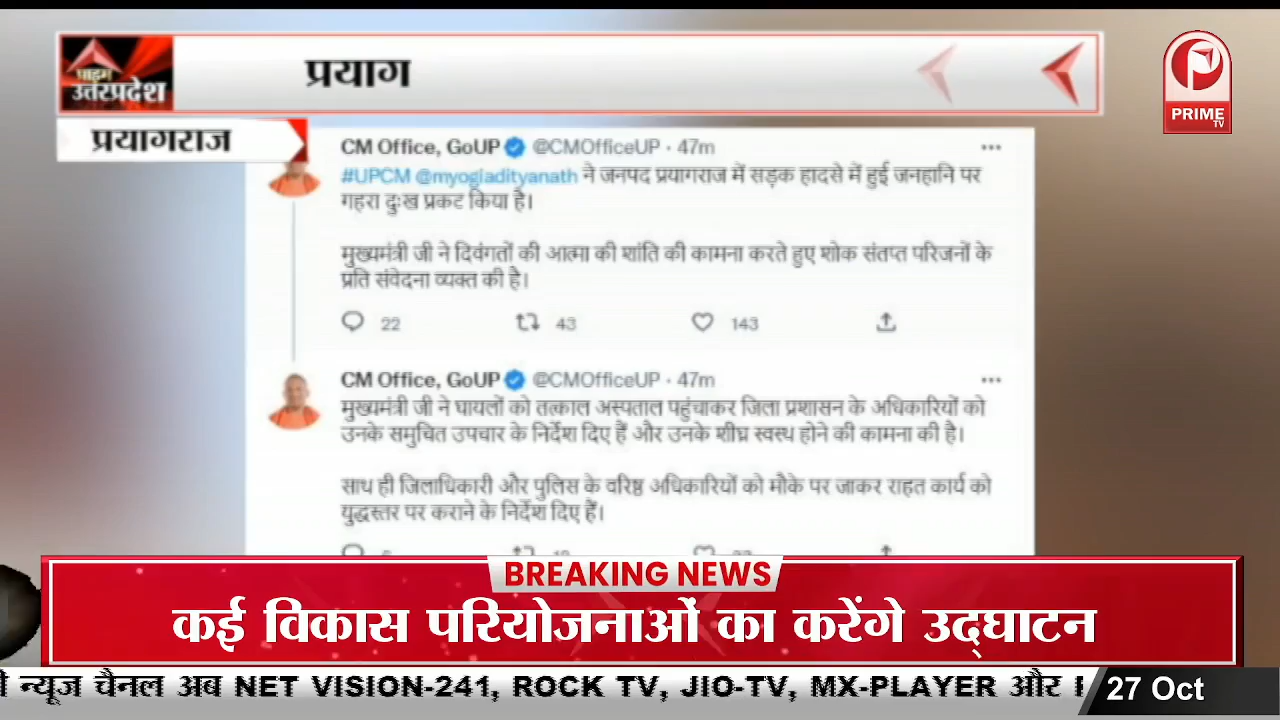 प्राइम
उत्तरप्रदेश
प्रयाग
PRIME
TV
प्रयागराज
CM Office, GoUP @CMOfficeUP · 47m
#UPCM @myogiadityanath ने जनपद प्रयागराज में सड़क हादसे में हुई जनहानि पर
गहरा दुःख प्रकट किया है।
मुख्यमंत्री जी ने दिवंगतों की आत्मा की शांति की कामना करते हुए शोक संतप्त परिजनों के
प्रति संवेदना व्यक्त की है।
22 43 143
CM Office, GoUP @CMOfficeUP · 47m
मुख्यमंत्री जी ने घायलों को तत्काल अस्पताल पहुंचाकर जिला प्रशासन के अधिकारियों को
उनके समुचित उपचार के निर्देश दिए हैं और उनके शीघ्र स्वस्थ होने की कामना की है।
साथ ही जिलाधिकारी और पुलिस के वरिष्ठ अधिकारियों को मौके पर जाकर राहत कार्य को
युद्धस्तर पर कराने के निर्देश दिए हैं।
BREAKING NEWS
कई विकास परियोजनाओं का करेंगे उद्घाटन
न्यूज चैनल अब NET VISION-241, ROCK TV, JIO-TV, MX-PLAYER और
27 Oct